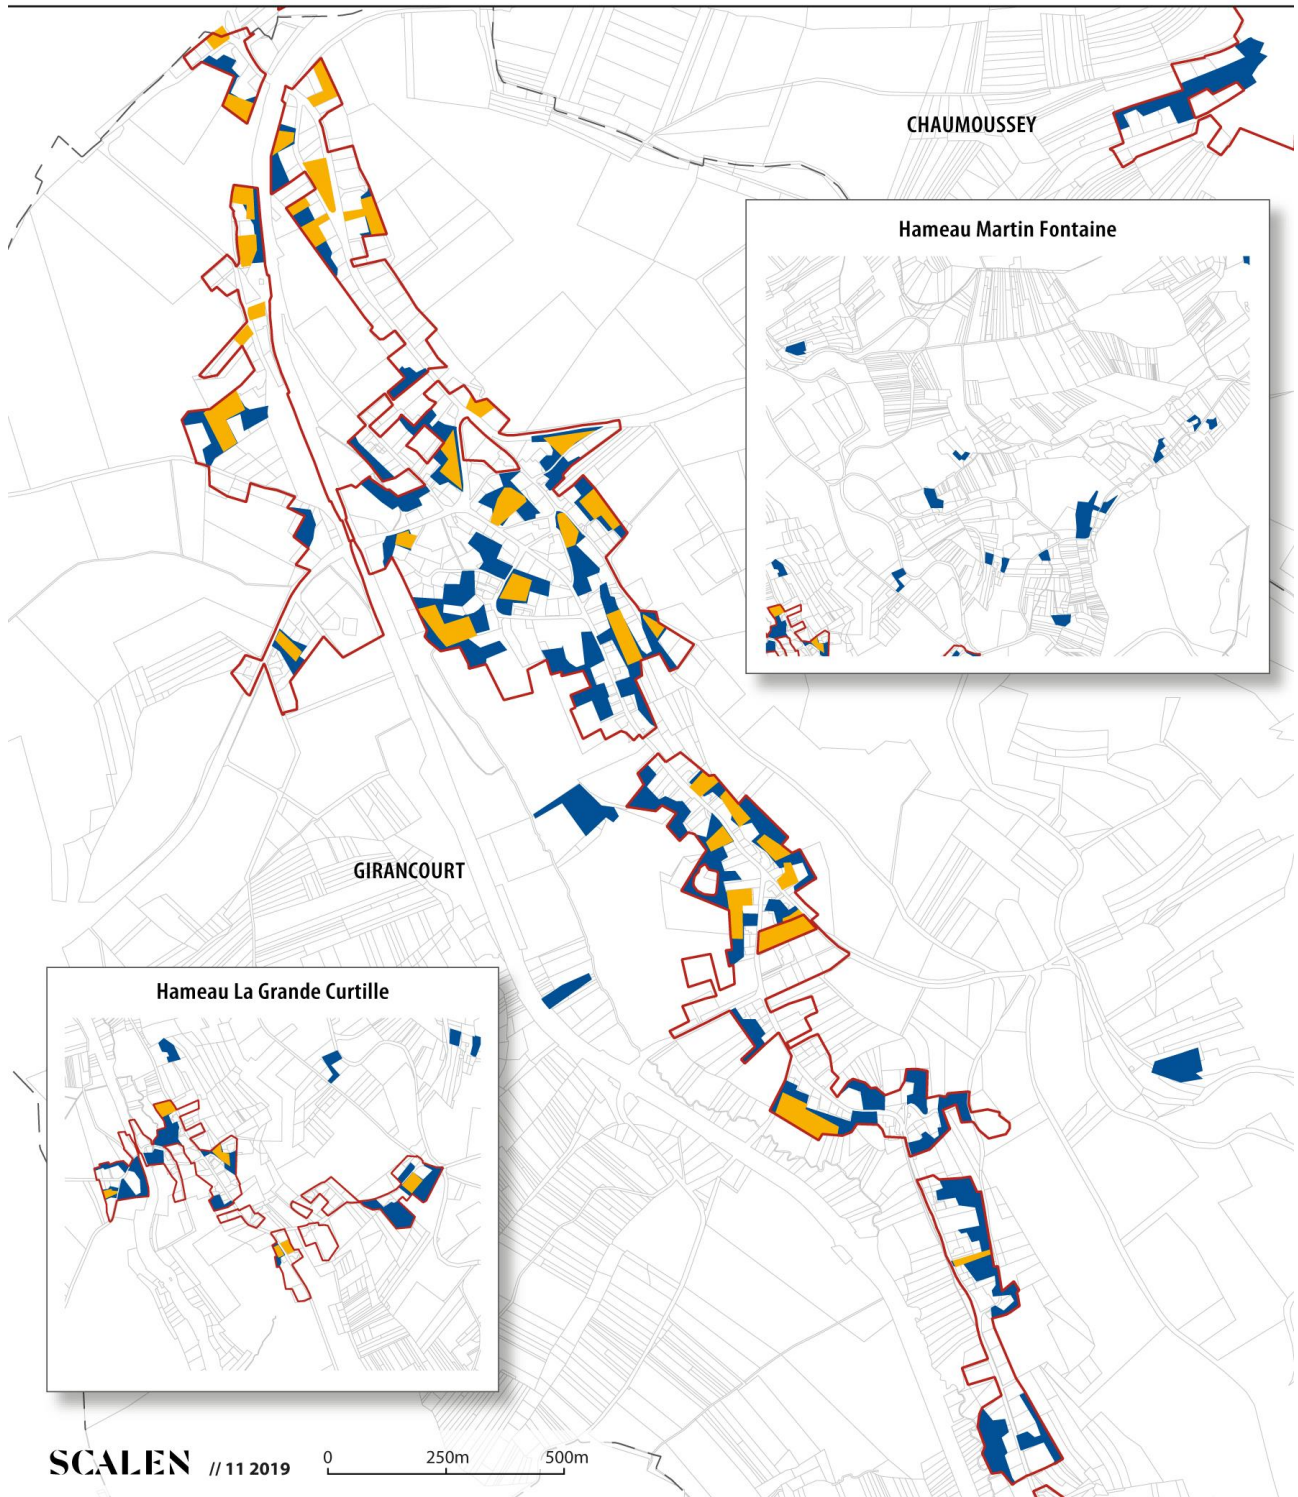 CHAUMOUSSEY
Hameau Martin Fontaine
GIRANCOURT
Hameau La Grande Curtille
SCALEN // 11 2019
0 250m 500m